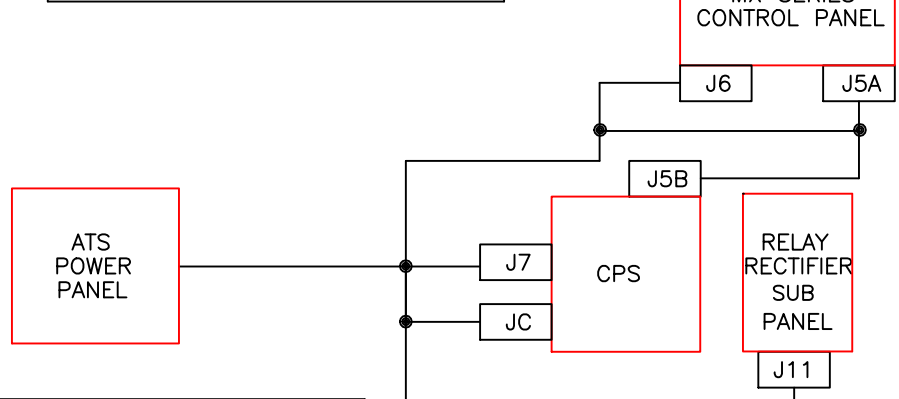 CONTROL PANEL
J6
J5A
J5B
ATS
POWER
PANEL
J7
CPS
JC
RELAY
RECTIFIER
SUB
PANEL
J11